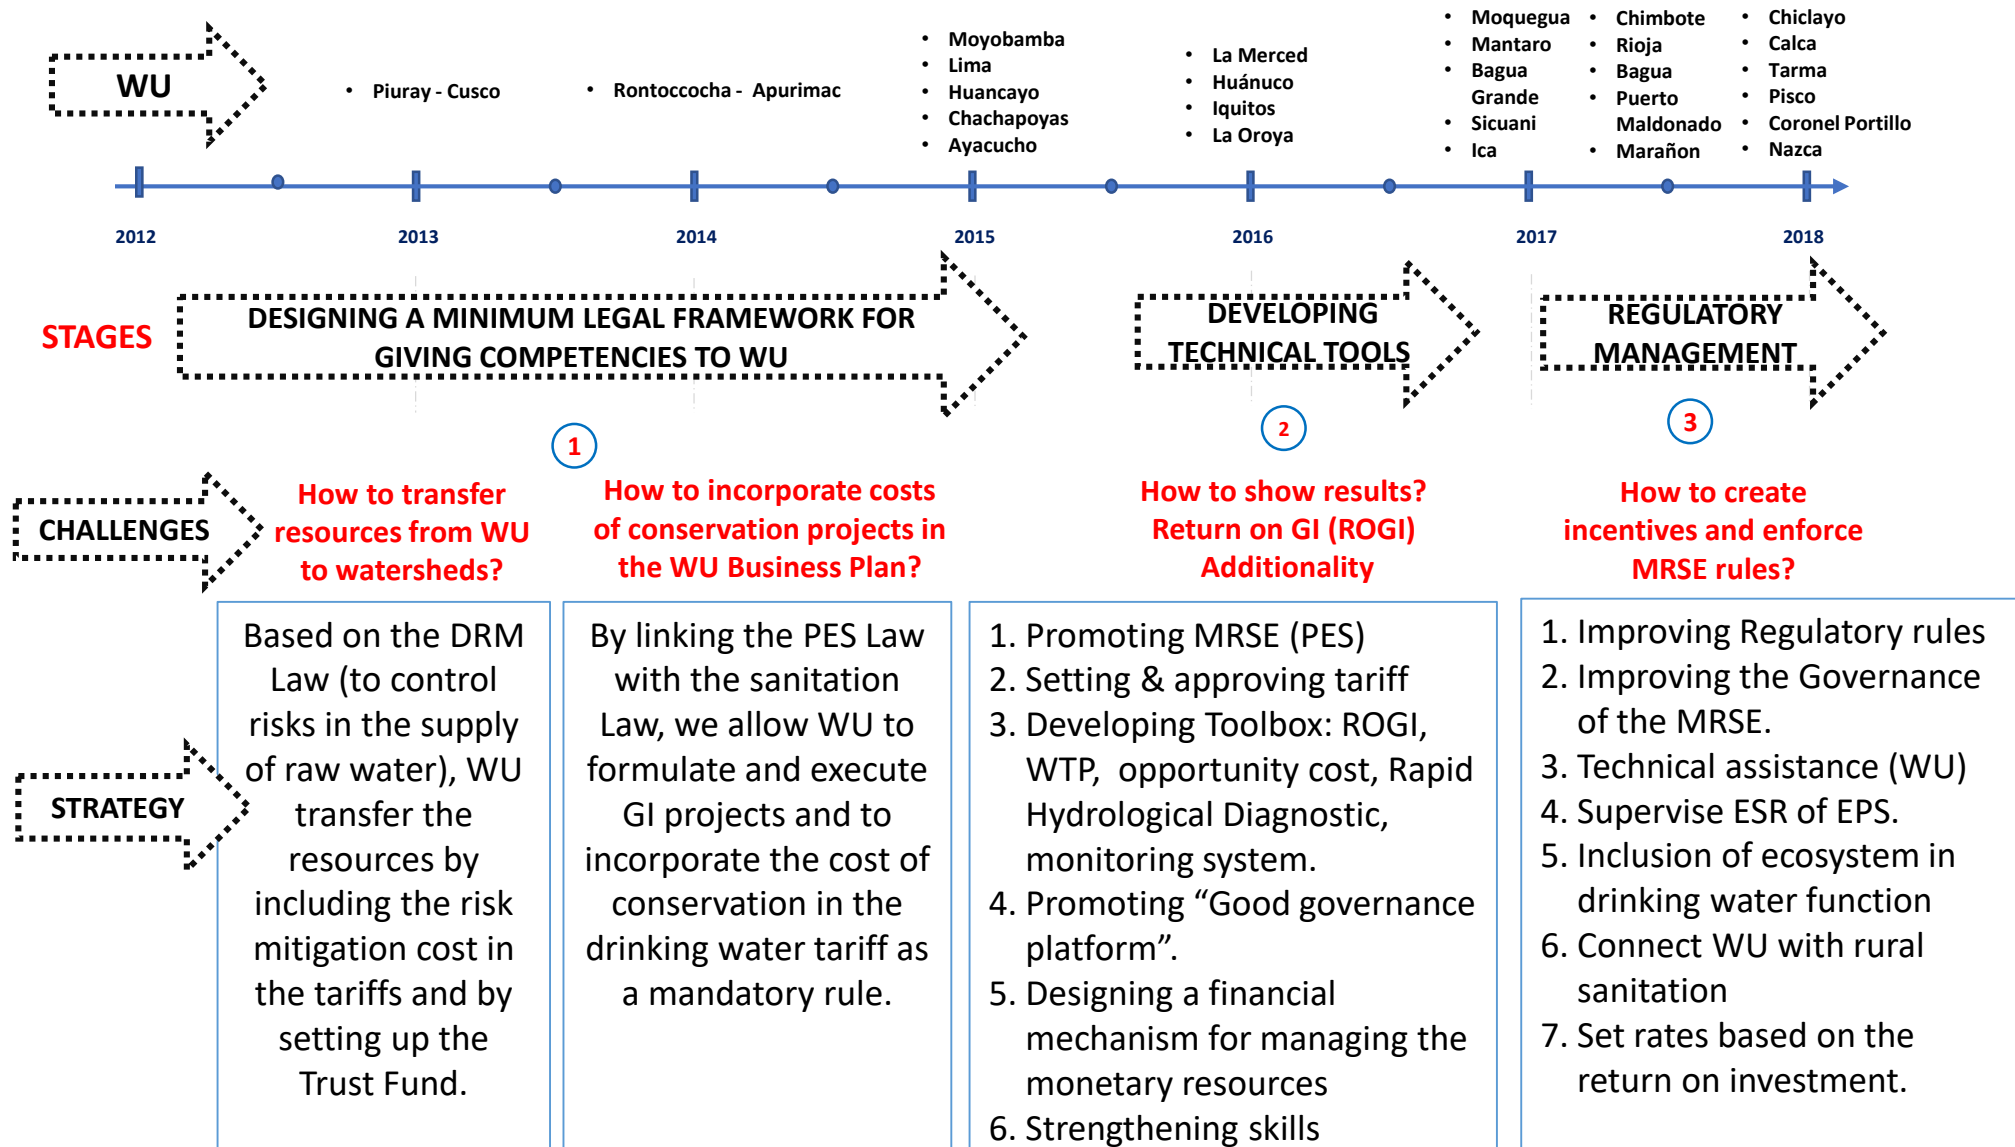 WU
• Piuray - Cusco
• Rontoccocha - Apurimac
• Moyobamba
• Lima
• Huancayo
• Chachapoyas
• Ayacucho
• La Merced
• Huánuco
• Iquitos
• La Oroya
• Moquegua
• Mantaro
• Bagua
Grande
• Sicuani
• Ica
• Chimbote
• Rioja
• Bagua
• Puerto
Maldonado
• Marañon
• Chiclayo
• Calca
• Tarma
• Pisco
• Coronel Portillo
• Nazca
2012
2013
2014
2015
2016
2017
2018
STAGES
DESIGNING A MINIMUM LEGAL FRAMEWORK FOR
GIVING COMPETENCIES TO WU
DEVELOPING
TECHNICAL TOOLS
REGULATORY
MANAGEMENT
1
2
3
CHALLENGES
How to transfer
resources from WU
to watersheds?
How to incorporate costs
of conservation projects in
the WU Business Plan?
How to show results?
Return on GI (ROGI)
Additionality
How to create
incentives and enforce
MRSE rules?
STRATEGY
Based on the DRM
Law (to control
risks in the supply
of raw water), WU
transfer the
resources by
including the risk
mitigation cost in
the tariffs and by
setting up the
Trust Fund.
By linking the PES Law
with the sanitation
Law, we allow WU to
formulate and execute
GI projects and to
incorporate the cost of
conservation in the
drinking water tariff as
a mandatory rule.
1. Promoting MRSE (PES)
2. Setting & approving tariff
3. Developing Toolbox: ROGI,
WTP, opportunity cost, Rapid
Hydrological Diagnostic,
monitoring system.
4. Promoting “Good governance
platform”.
5. Designing a financial
mechanism for managing the
monetary resources
6. Strengthening skills
1. Improving Regulatory rules
2. Improving the Governance
of the MRSE.
3. Technical assistance (WU)
4. Supervise ESR of EPS.
5. Inclusion of ecosystem in
drinking water function
6. Connect WU with rural
sanitation
7. Set rates based on the
return on investment.